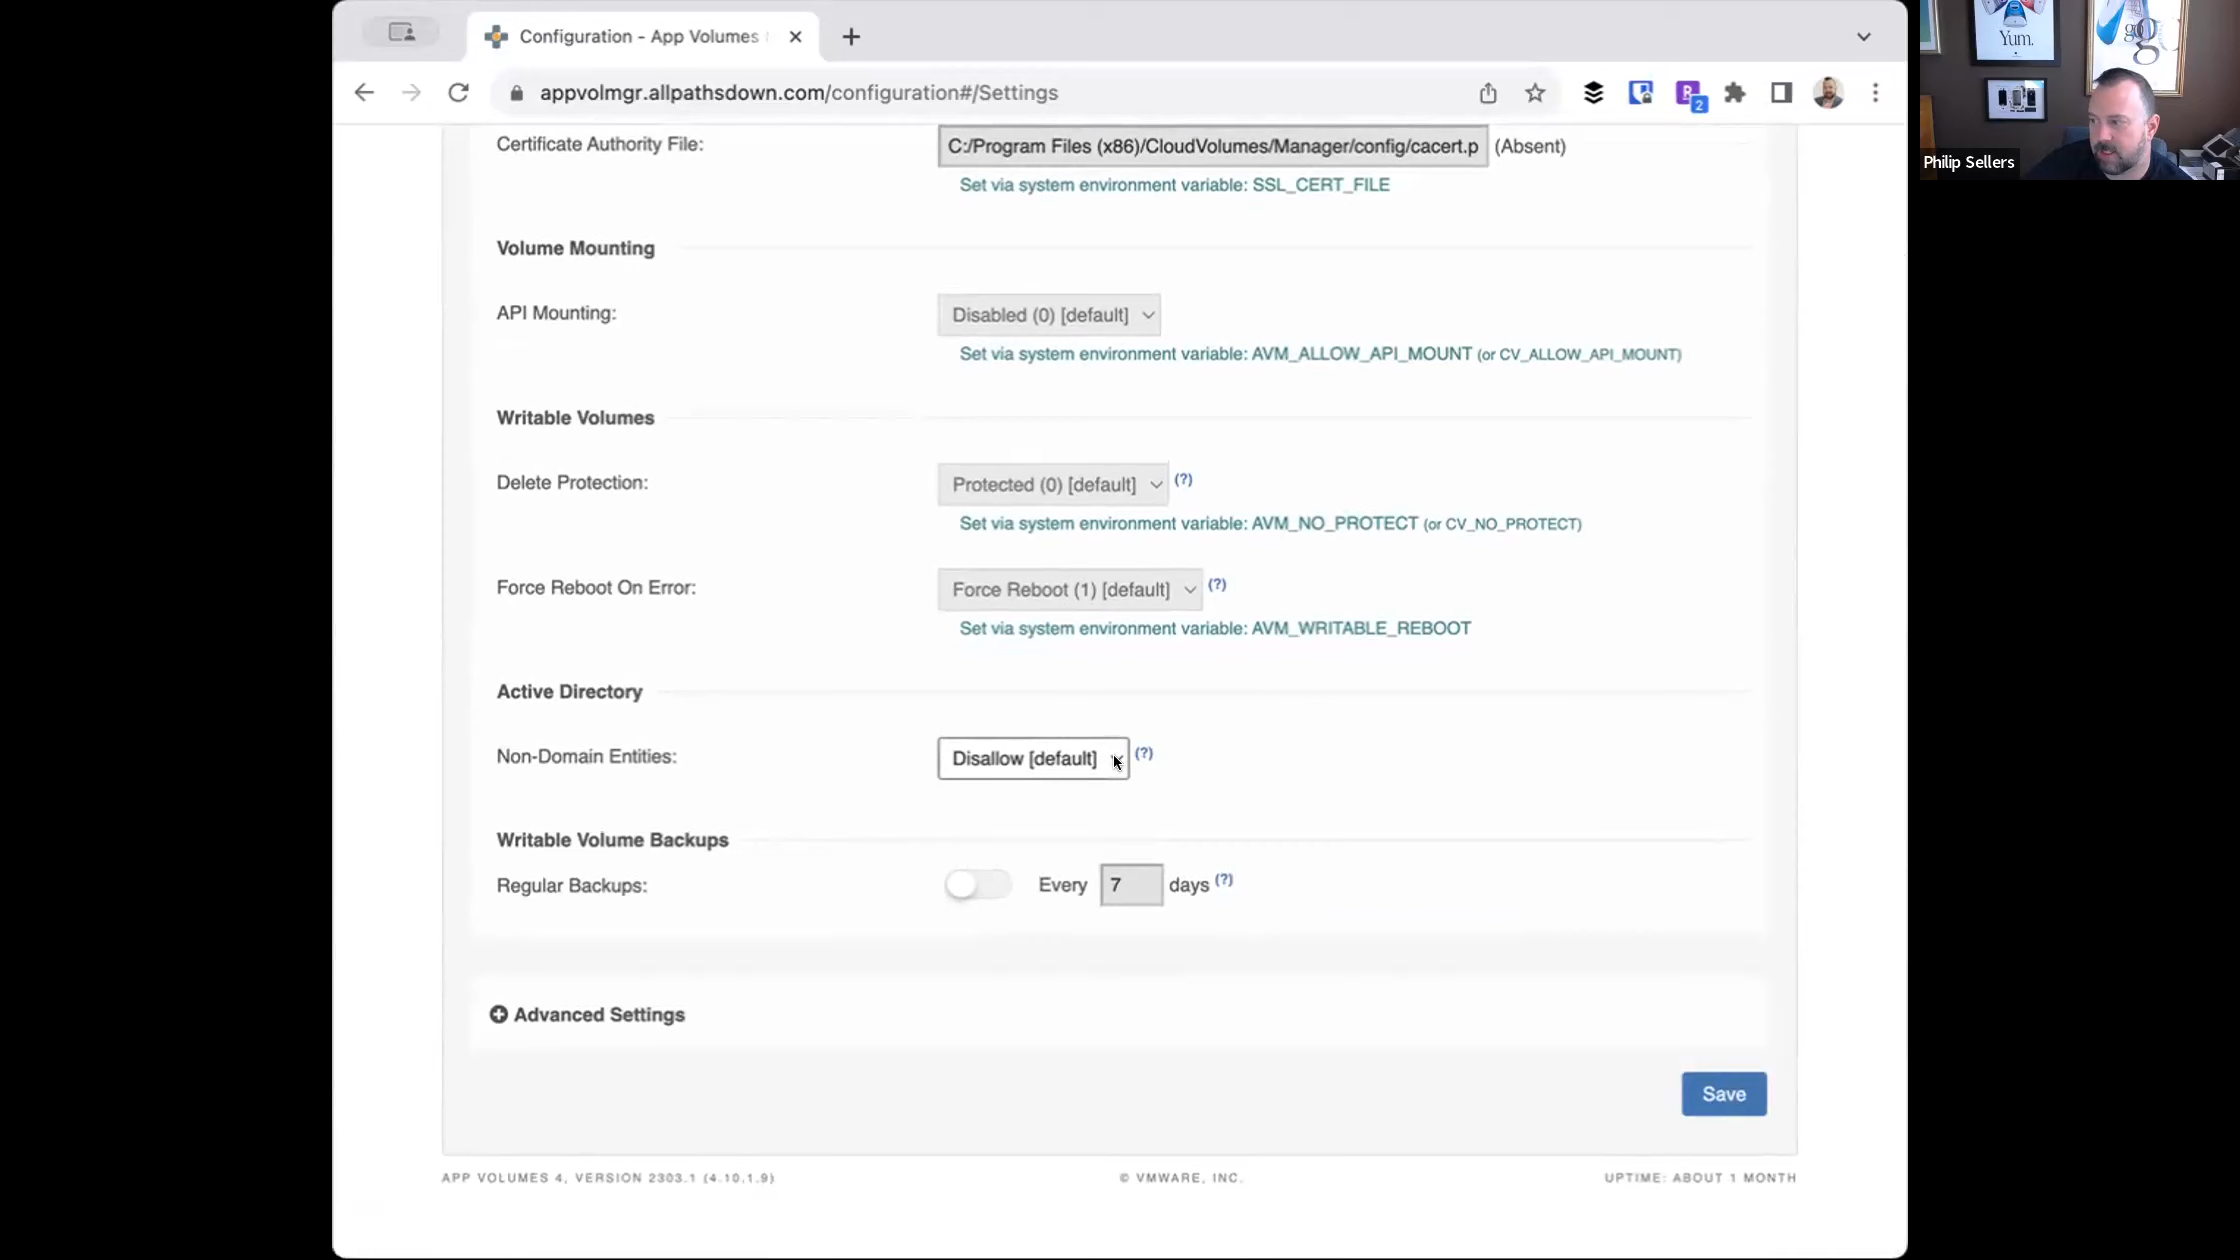 Configuration - App Volumes
appvolmgr.allpathsdown.com/configuration#/Settings
2
Yum.
Philip Sellers
Certificate Authority File:
C:/Program Files (x86)/CloudVolumes/Manager/config/cacert.p
(Absent)
Set via system environment variable: SSL_CERT_FILE
Volume Mounting
API Mounting:
Disabled (0) [default]
Set via system environment variable: AVM_ALLOW_API_MOUNT (or CV_ALLOW_API_MOUNT)
Writable Volumes
Delete Protection:
Protected (0) [default]
(?)
Set via system environment variable: AVM_NO_PROTECT (or CV_NO_PROTECT)
Force Reboot On Error:
Force Reboot (1) [default]
(?)
Set via system environment variable: AVM_WRITABLE_REBOOT
Active Directory
Non-Domain Entities:
Disallow [default]
(?)
Writable Volume Backups
Regular Backups:
Every 7 days (?)
Advanced Settings
Save
APP VOLUMES 4, VERSION 2303.1 (4.10.1.9)
© VMWARE, INC.
UPTIME: ABOUT 1 MONTH